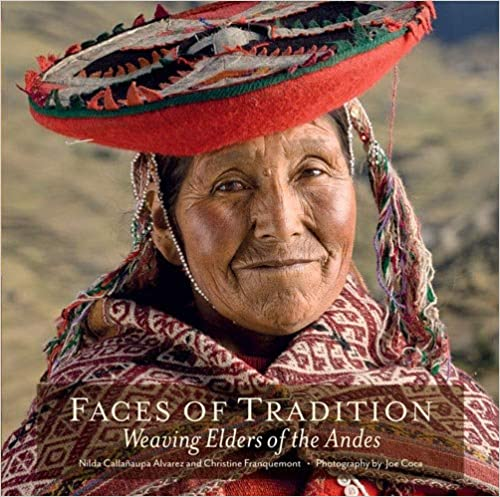 FACES OF TRADITION
Weaving Elders of the Andes
Nilda Callañaupa Alvarez and Christine Franquemont • Photography by Joe Coca